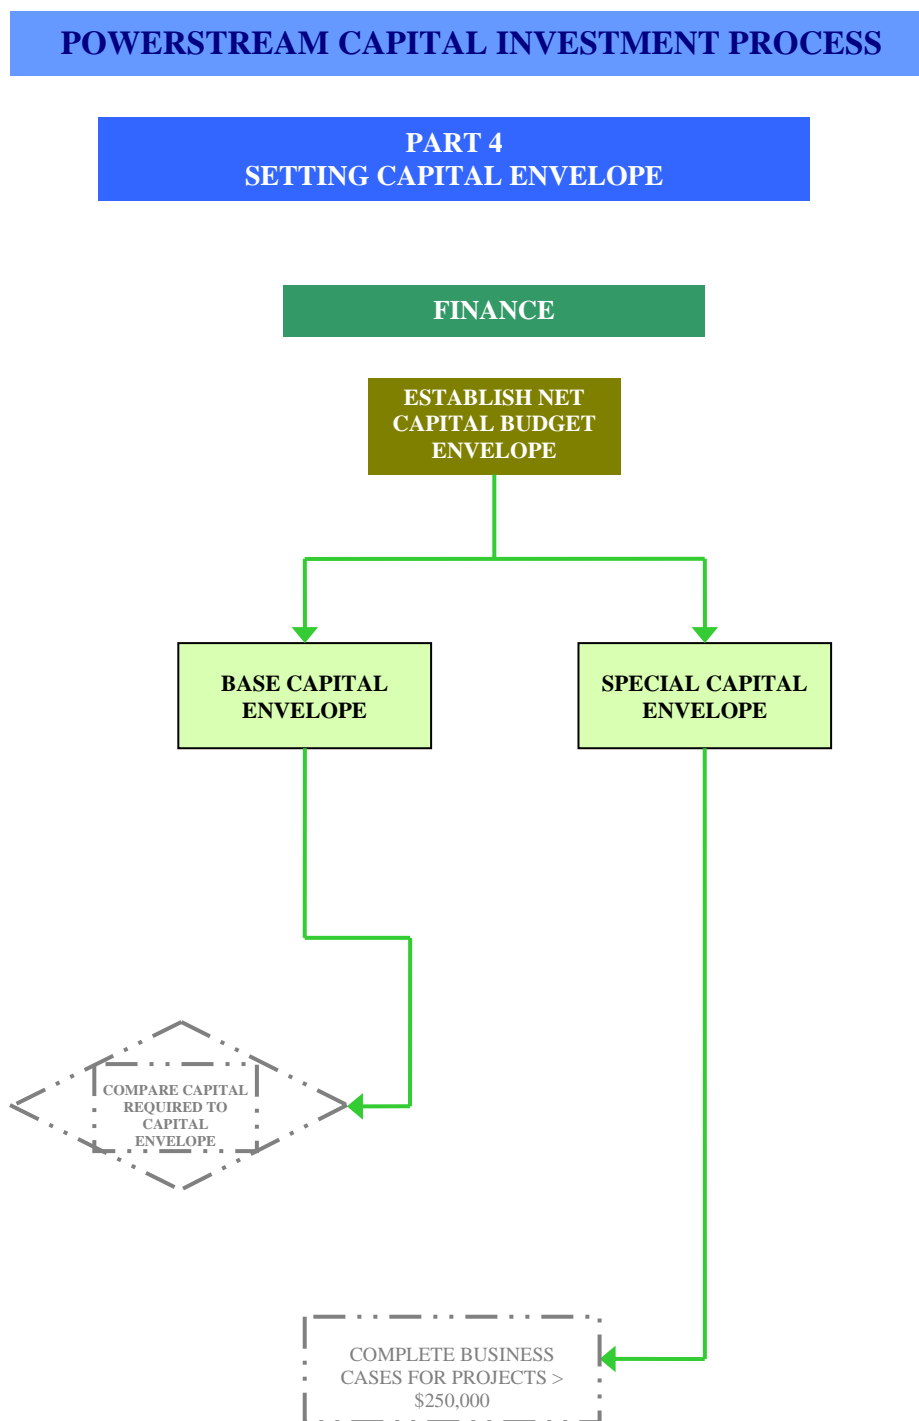 POWERSTREAM CAPITAL INVESTMENT PROCESS
PART 4
SETTING CAPITAL ENVELOPE
FINANCE
ESTABLISH NET
CAPITAL BUDGET
ENVELOPE
BASE CAPITAL
ENVELOPE
SPECIAL CAPITAL
ENVELOPE
COMPARE CAPITAL
REQUIRED TO
CAPITAL
ENVELOPE
COMPLETE BUSINESS
CASES FOR PROJECTS >
$250,000